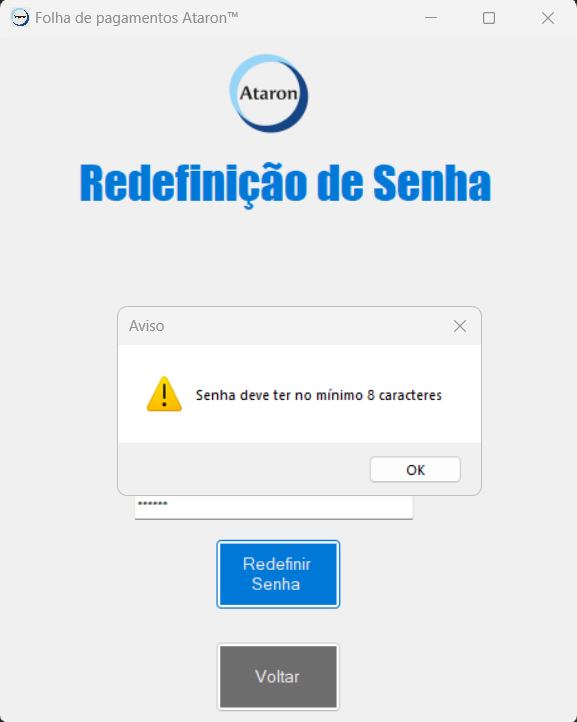 Folha de pagamentos Ataron™
Ataron
Redefinição de Senha
Aviso
Senha deve ter no mínimo 8 caracteres
OK
******
Redefinir
Senha
Voltar